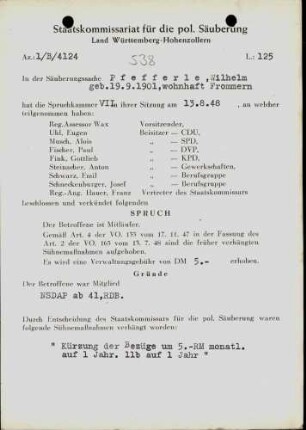 Staatskommissariat für die pol. Säuberung
Land Württemberg-Hohenzollern
Az.: 1/B/4124
538
L.: 125
In der Säuberungssache Pfefferle, Wilhelm
geb.19.9.1901, wohnhaft Frommern
hat die Spruchkammer VII, ihrer Sitzung am 13.8.48 , an welcher
teilgenommen haben:
Reg.Assessor Wax Vorsitzender,
Uhl, Eugen Beisitzer — CDU,
Musch, Alois „ — SPD,
Fischer, Paul „ — DVP,
Fink, Gottlieb „ — KPD,
Steinacher, Anton „ — Gewerkschaften,
Schwarz, Emil „ — Berufsgruppe
Schneckenburger, Josef „ — Berufsgruppe
Reg.-Ang. Bauer, Franz Vertreter des Staatskommissars
beschlossen und verkündet folgenden
SPRUCH
Der Betroffene ist Mitläufer.
Gemäß Art. 4 der VO. 133 vom 17. 11. 47 in der Fassung des
Art. 2 der VO. 165 vom 13. 7. 48 sind die früher verhängten
Sühnemaßnahmen aufgehoben.
Es wird eine Verwaltungsgebühr von DM 5.- erhoben.
Gründe
Der Betroffene war Mitglied
NSDAP ab 41, RDB.
Durch Entscheidung des Staatskommissars für die pol. Säuberung waren
folgende Sühnemaßnahmen verhängt worden:
" Kürzung der Bezüge um 5.-RM monatl.
auf 1 Jahr. 11b auf 1 Jahr "